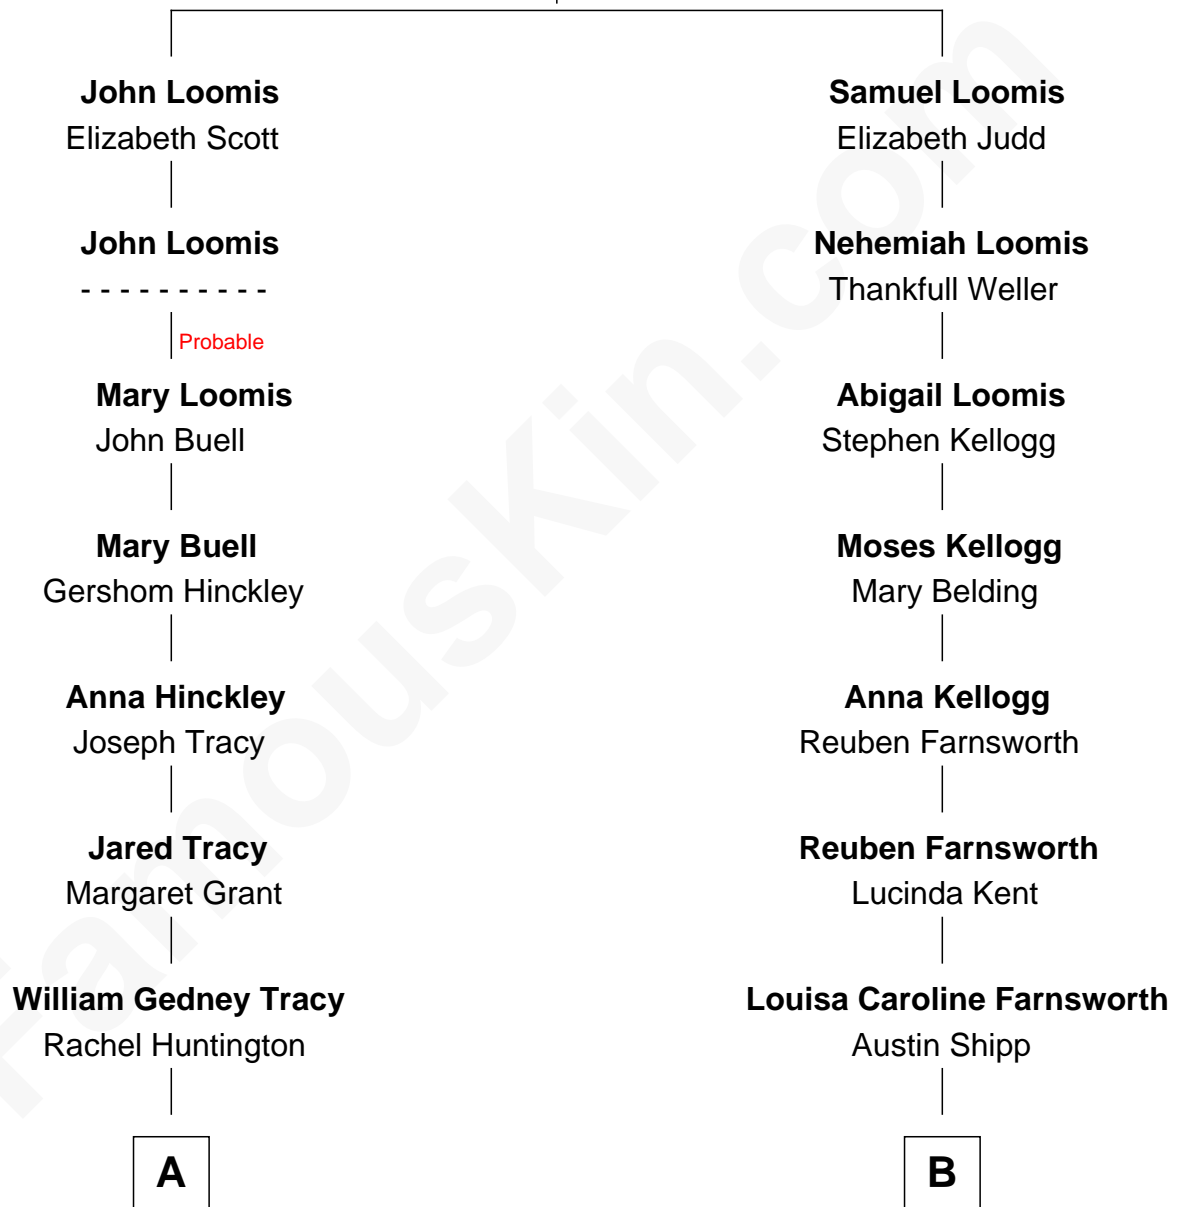 John Loomis
Elizabeth Scott
Samuel Loomis
Elizabeth Judd
John Loomis
- - - - - - - - - -
Nehemiah Loomis
Thankfull Weller
Probable
Mary Loomis
John Buell
Abigail Loomis
Stephen Kellogg
Mary Buell
Gershom Hinckley
Moses Kellogg
Mary Belding
Anna Hinckley
Joseph Tracy
Anna Kellogg
Reuben Farnsworth
Jared Tracy
Margaret Grant
Reuben Farnsworth
Lucinda Kent
William Gedney Tracy
Rachel Huntington
Louisa Caroline Farnsworth
Austin Shipp
A
B
FamousKin.com